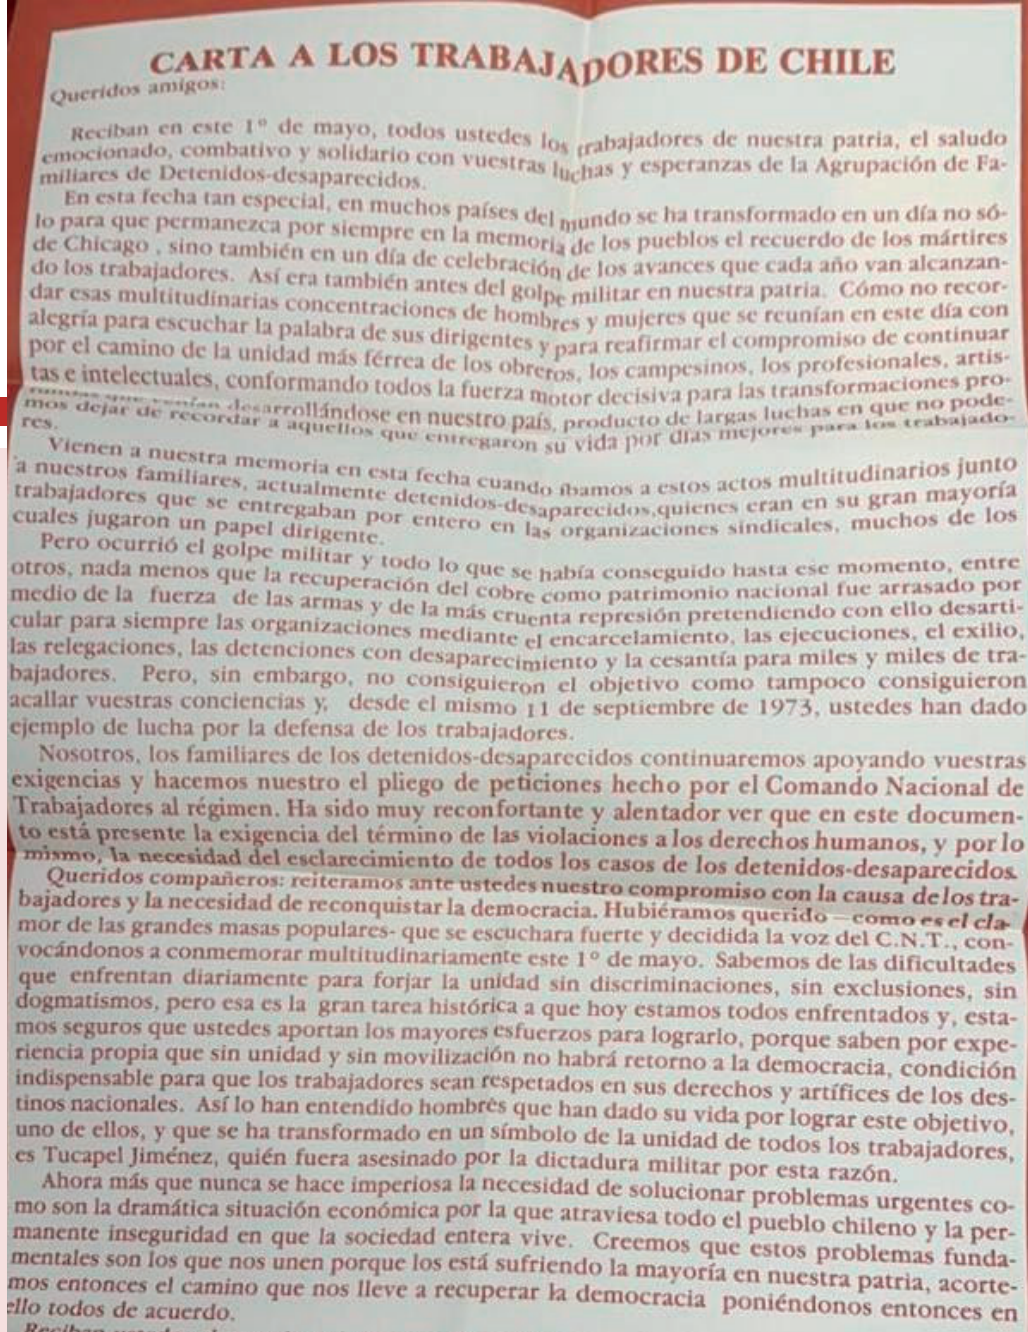 CARTA A LOS TRABAJADORES DE CHILE
Queridos amigos:
Reciban en este 1º de mayo, todos ustedes los trabajadores de nuestra patria, el saludo
emocionado, combativo y solidario con vuestras luchas y esperanzas de la Agrupación de Fa-
miliares de Detenidos-desaparecidos.
En esta fecha tan especial, en muchos países del mundo se ha transformado en un día no só-
lo para que permanezca por siempre en la memoria de los pueblos el recuerdo de los mártires
de Chicago , sino también en un día de celebración de los avances que cada año van alcanzan-
do los trabajadores. Así era también antes del golpe militar en nuestra patria. Cómo no recor-
dar esas multitudinarias concentraciones de hombres y mujeres que se reunían en este día con
alegría para escuchar la palabra de sus dirigentes y para reafirmar el compromiso de continuar
por el camino de la unidad más férrea de los obreros, los campesinos, los profesionales, artis-
tas e intelectuales, conformando todos la fuerza motor decisiva para las transformaciones pro-
que venían desarrollándose en nuestro país, producto de largas luchas en que no pode-
mos dejar de recordar a aquellos que entregaron su vida por días mejores para los trabajado-
res.
Vienen a nuestra memoria en esta fecha cuando íbamos a estos actos multitudinarios junto
a nuestros familiares, actualmente detenidos-desaparecidos,quienes eran en su gran mayoría
trabajadores que se entregaban por entero en las organizaciones sindicales, muchos de los
cuales jugaron un papel dirigente.
Pero ocurrió el golpe militar y todo lo que se había conseguido hasta ese momento, entre
otros, nada menos que la recuperación del cobre como patrimonio nacional fue arrasado por
medio de la fuerza de las armas y de la más cruenta represión pretendiendo con ello desarti-
cular para siempre las organizaciones mediante el encarcelamiento, las ejecuciones, el exilio,
las relegaciones, las detenciones con desaparecimiento y la cesantía para miles y miles de tra-
bajadores. Pero, sin embargo, no consiguieron el objetivo como tampoco consiguieron
acallar vuestras conciencias y, desde el mismo 11 de septiembre de 1973, ustedes han dado
ejemplo de lucha por la defensa de los trabajadores.
Nosotros, los familiares de los detenidos-desaparecidos continuaremos apoyando vuestras
exigencias y hacemos nuestro el pliego de peticiones hecho por el Comando Nacional de
Trabajadores al régimen. Ha sido muy reconfortante y alentador ver que en este documen-
to está presente la exigencia del término de las violaciones a los derechos humanos, y por lo
mismo, la necesidad del esclarecimiento de todos los casos de los detenidos-desaparecidos.
Queridos compañeros: reiteramos ante ustedes nuestro compromiso con la causa de los tra-
bajadores y la necesidad de reconquistar la democracia. Hubiéramos querido —como es el cla-
mor de las grandes masas populares- que se escuchara fuerte y decidida la voz del C.N.T., con-
vocándonos a conmemorar multitudinariamente este 1º de mayo. Sabemos de las dificultades
que enfrentan diariamente para forjar la unidad sin discriminaciones, sin exclusiones, sin
dogmatismos, pero esa es la gran tarea histórica a que hoy estamos todos enfrentados y, esta-
mos seguros que ustedes aportan los mayores esfuerzos para lograrlo, porque saben por expe-
riencia propia que sin unidad y sin movilización no habrá retorno a la democracia, condición
indispensable para que los trabajadores sean respetados en sus derechos y artífices de los des-
tinos nacionales. Así lo han entendido hombres que han dado su vida por lograr este objetivo,
uno de ellos, y que se ha transformado en un símbolo de la unidad de todos los trabajadores,
es Tucapel Jiménez, quién fuera asesinado por la dictadura militar por esta razón.
Ahora más que nunca se hace imperiosa la necesidad de solucionar problemas urgentes co-
mo son la dramática situación económica por la que atraviesa todo el pueblo chileno y la per-
manente inseguridad en que la sociedad entera vive. Creemos que estos problemas funda-
mentales son los que nos unen porque los está sufriendo la mayoría en nuestra patria, acorte-
mos entonces el camino que nos lleve a recuperar la democracia poniéndonos entonces en
ello todos de acuerdo.